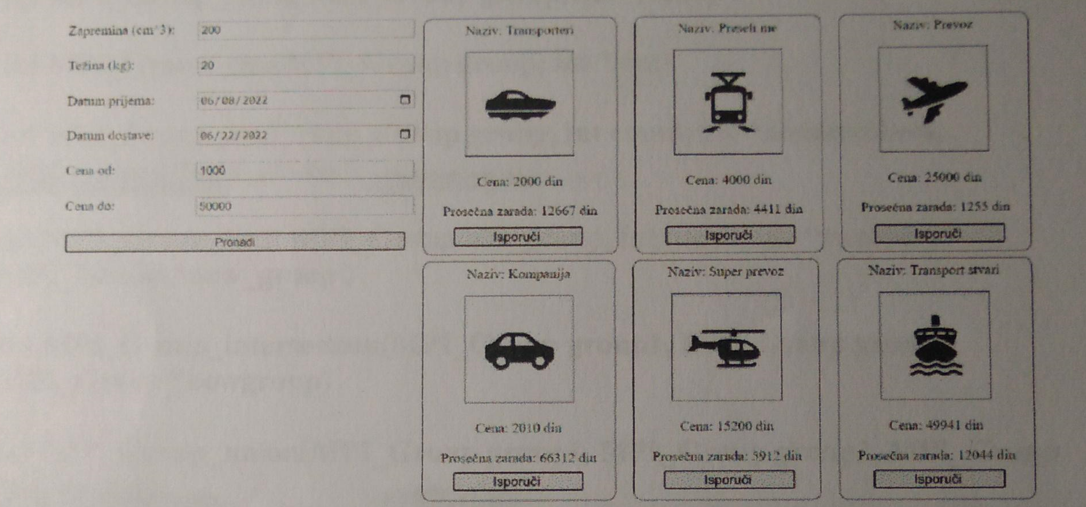 Zapremina (cm^3):
200
Težina (kg):
20
Datum prijema:
06/08/2022
Datum dostave:
06/22/2022
Cena od:
1000
Cena do:
50000
Pronađi
Naziv: Transporteri
Cena: 2000 din
Prosečna zarada: 12667 din
Isporuči
Naziv: Preseli me
Cena: 4000 din
Prosečna zarada: 4411 din
Isporuči
Naziv: Prevoz
Cena: 25000 din
Prosečna zarada: 1255 din
Isporuči
Naziv: Kompanija
Cena: 2010 din
Prosečna zarada: 66312 din
Isporuči
Naziv: Super prevoz
Cena: 15200 din
Prosečna zarada: 3912 din
Isporuči
Naziv: Transport stvari
Cena: 49941 din
Prosečna zarada: 12044 din
Isporuči